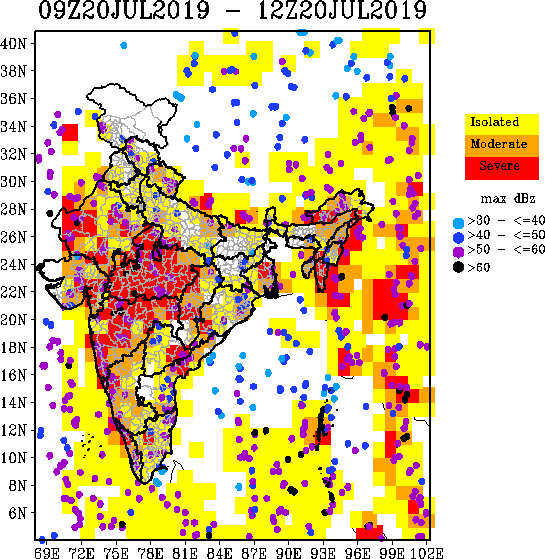 09Z20JUL2019 - 12Z20JUL2019
40N
38N
36N
34N
32N
30N
28N
26N
24N
22N
20N
18N
16N
14N
12N
10N
8N
6N
69E 72E 75E 78E 81E 84E 87E 90E 93E 96E 99E 102E
Isolated
Moderate
Severe
max dBz
>30 - <=40
>40 - <=50
>50 - <=60
>60